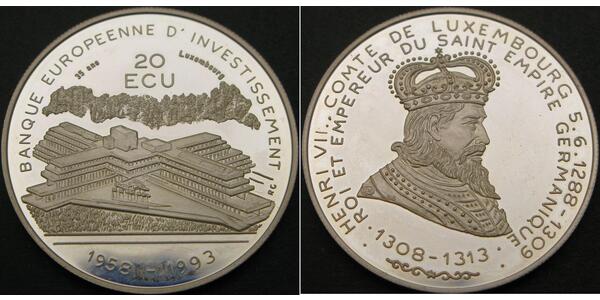 BANQUE EUROPEENNE D'INVESTISSEMENT
35 ans
Luxembourg
20
ECU
RC
1958 - 1993
HENRI VII. COMTE DE LUXEMBOURG 5.6.1288-1309
· ROI ET EMPEREUR DU SAINT EMPIRE GERMANIQUE ·
1308-1313